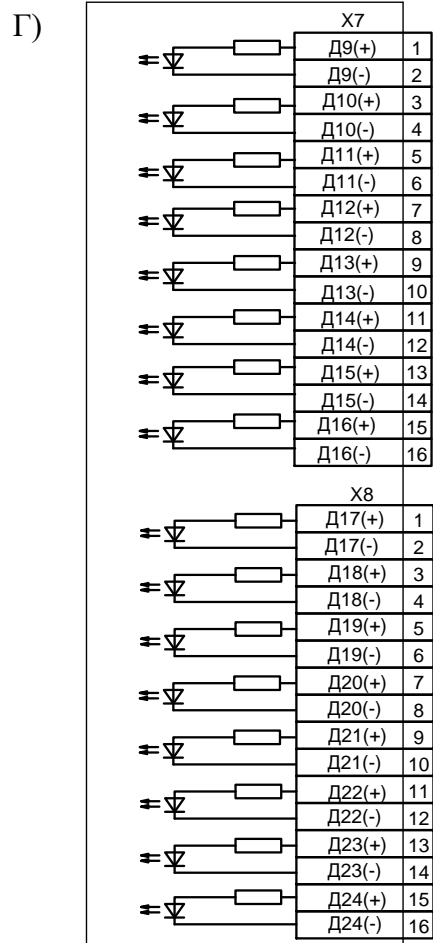 Г)
X7
Д9(+) 1
Д9(-) 2
Д10(+) 3
Д10(-) 4
Д11(+) 5
Д11(-) 6
Д12(+) 7
Д12(-) 8
Д13(+) 9
Д13(-) 10
Д14(+) 11
Д14(-) 12
Д15(+) 13
Д15(-) 14
Д16(+) 15
Д16(-) 16
X8
Д17(+) 1
Д17(-) 2
Д18(+) 3
Д18(-) 4
Д19(+) 5
Д19(-) 6
Д20(+) 7
Д20(-) 8
Д21(+) 9
Д21(-) 10
Д22(+) 11
Д22(-) 12
Д23(+) 13
Д23(-) 14
Д24(+) 15
Д24(-) 16